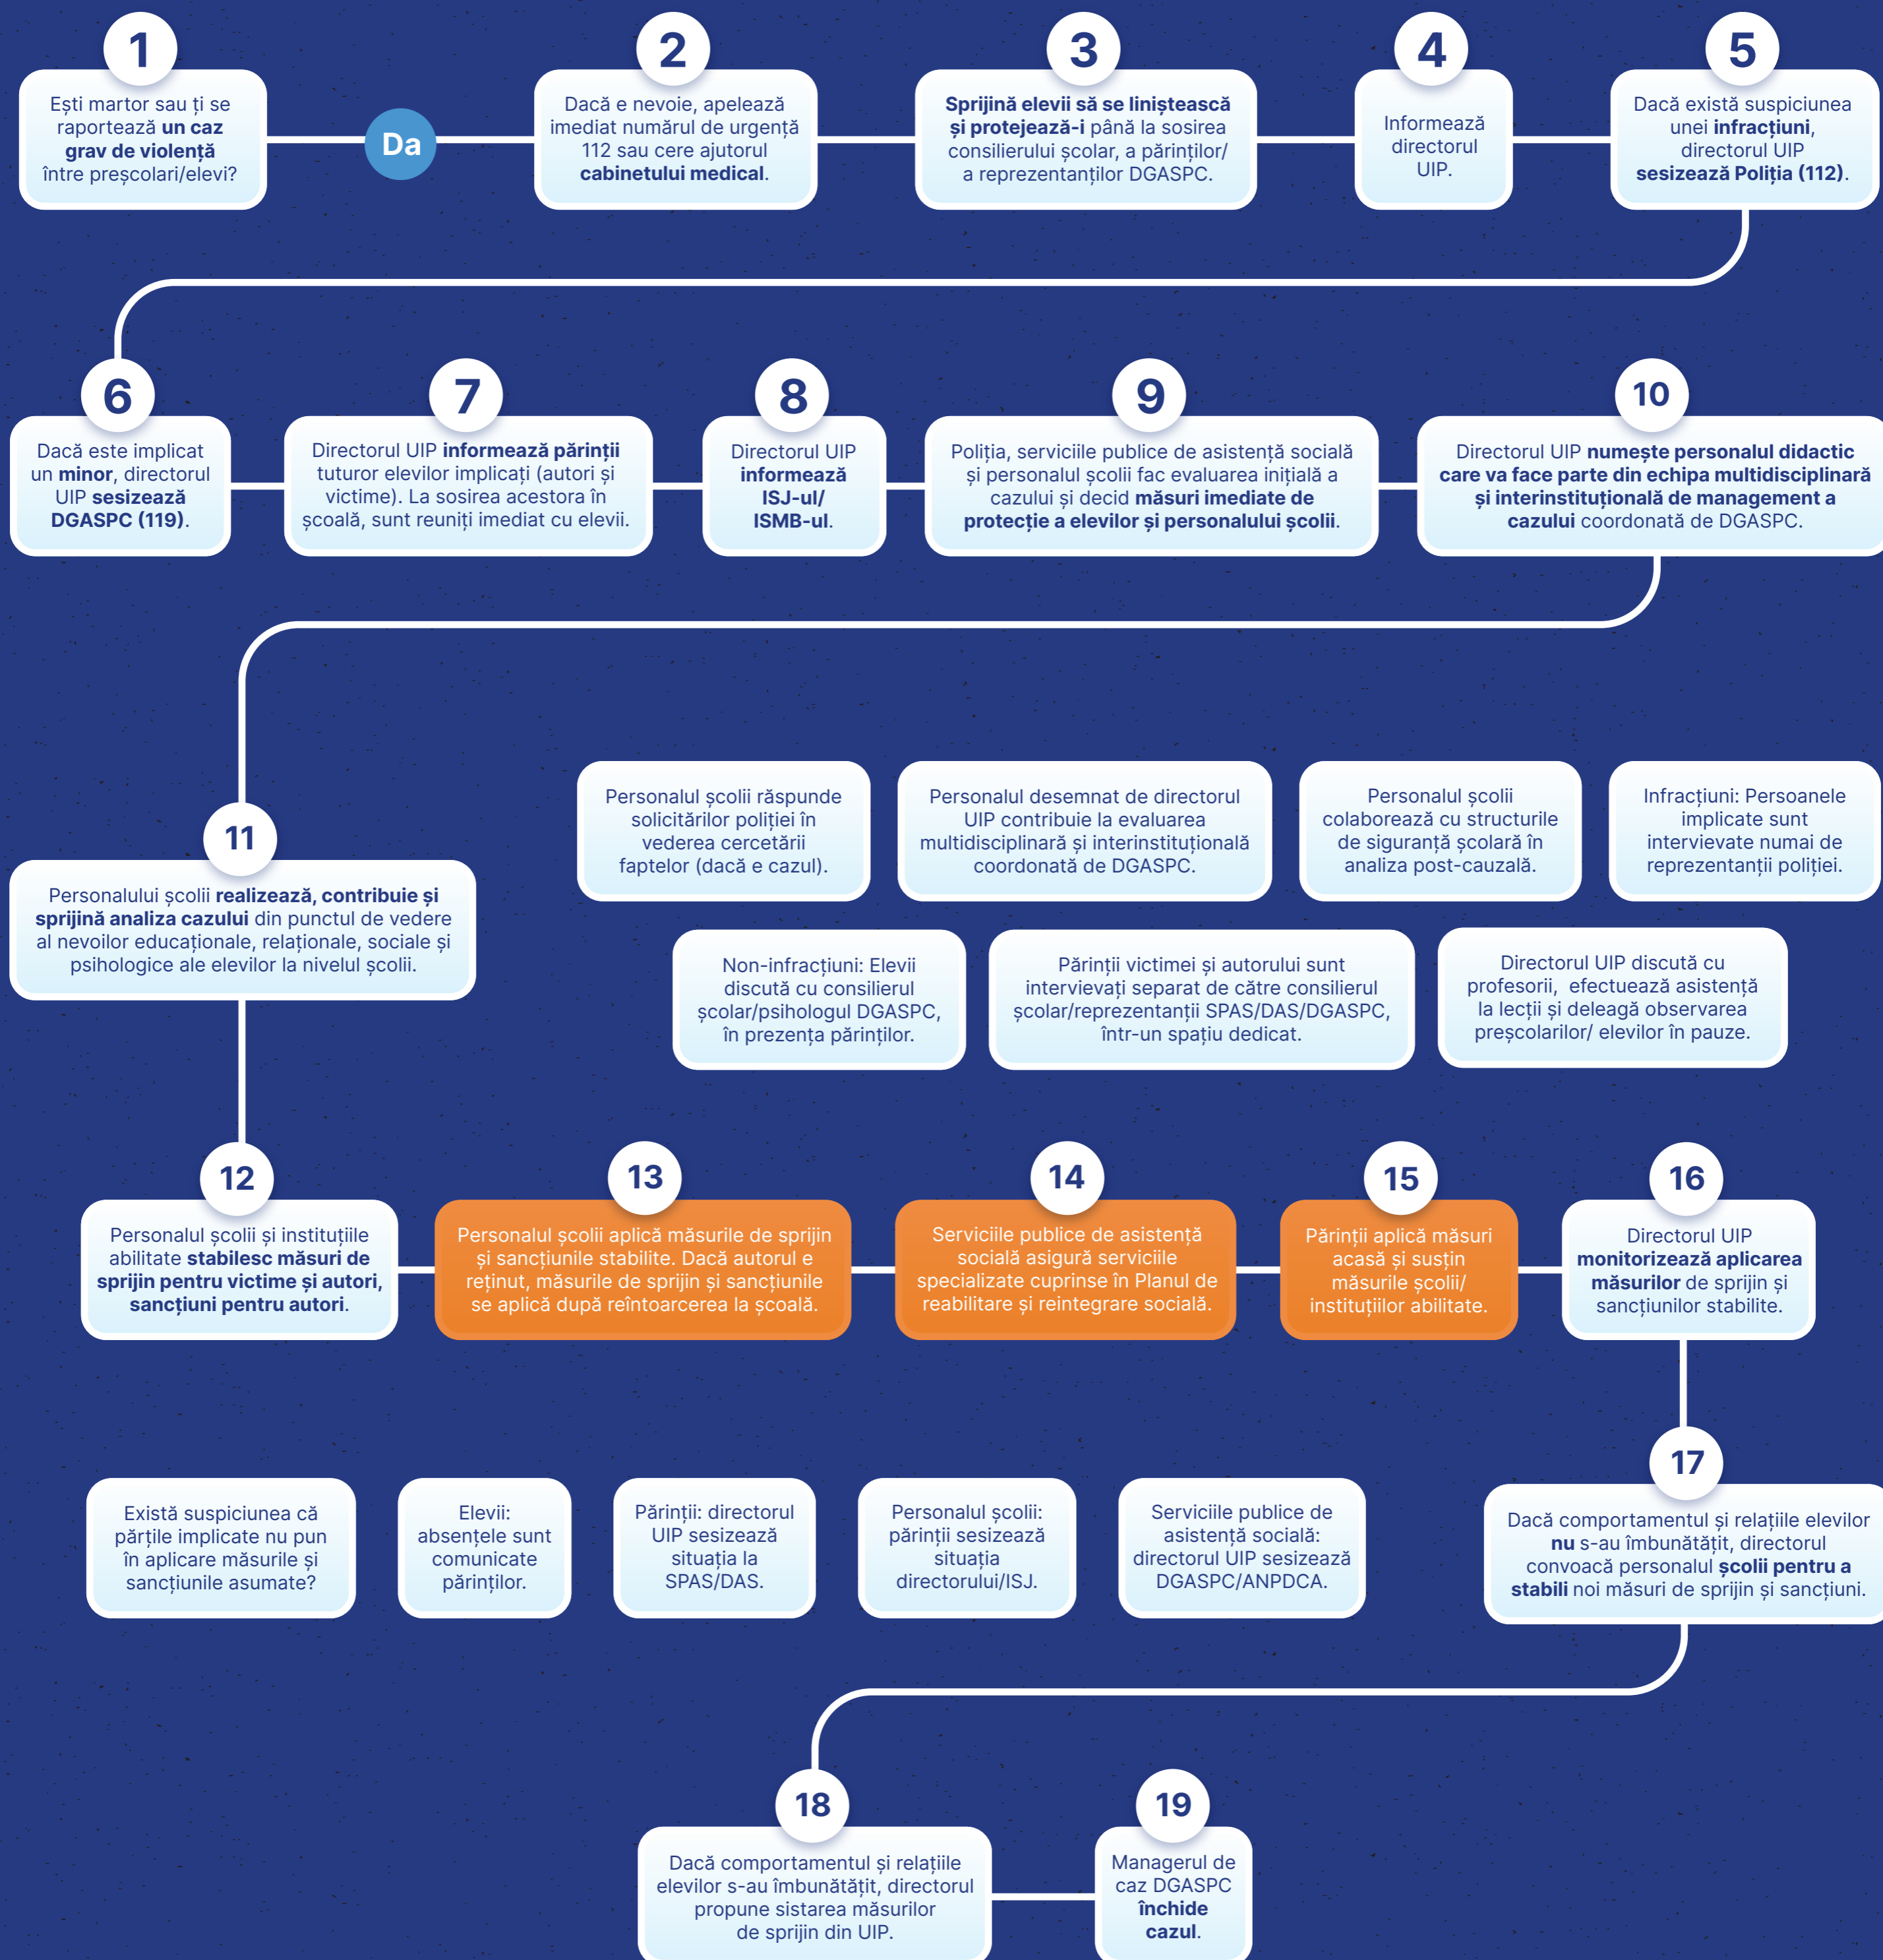 1
Ești martor sau ți se
raportează un caz
grav de violență
între preșcolari/elevi?
Da
2
Dacă e nevoie, apelează
imediat numărul de urgență
112 sau cere ajutorul
cabinetului medical.
3
Sprijină elevii să se liniștească
și protejează-i până la sosirea
consilierului școlar, a părinților/
a reprezentanților DGASPC.
4
Informează
directorul
UIP.
5
Dacă există suspiciunea
unei infracțiuni,
directorul UIP
sesizează Poliția (112).
6
Dacă este implicat
un minor, directorul
UIP sesizează
DGASPC (119).
7
Directorul UIP informează părinții
tuturor elevilor implicați (autori și
victime). La sosirea acestora în
școală, sunt reuniți imediat cu elevii.
8
Directorul UIP
informează
ISJ-ul/
ISMB-ul.
9
Poliția, serviciile publice de asistență socială
și personalul școlii fac evaluarea inițială a
cazului și decid măsuri imediate de
protecție a elevilor și personalului școlii.
10
Directorul UIP numește personalul didactic
care va face parte din echipa multidisciplinară
și interinstituțională de management a
cazului coordonată de DGASPC.
11
Personalului școlii realizează, contribuie și
sprijină analiza cazului din punctul de vedere
al nevoilor educaționale, relaționale, sociale și
psihologice ale elevilor la nivelul școlii.
Personalul școlii răspunde
solicitărilor poliției în
vederea cercetării
faptelor (dacă e cazul).
Personalul desemnat de directorul
UIP contribuie la evaluarea
multidisciplinară și interinstituțională
coordonată de DGASPC.
Personalul școlii
colaborează cu structurile
de siguranță școlară în
analiza post-cauzală.
Infracțiuni: Persoanele
implicate sunt
intervievate numai de
reprezentanții poliției.
Non-infracțiuni: Elevii
discută cu consilierul
școlar/psihologul DGASPC,
în prezența părinților.
Părinții victimei și autorului sunt
intervievați separat de către consilierul
școlar/reprezentanții SPAS/DAS/DGASPC,
într-un spațiu dedicat.
Directorul UIP discută cu
profesorii, efectuează asistență
la lecții și deleagă observarea
preșcolarilor/ elevilor în pauze.
12
Personalul școlii și instituțiile
abilitate stabilesc măsuri de
sprijin pentru victime și autori,
sancțiuni pentru autori.
13
Personalul școlii aplică măsurile de sprijin
și sancțiunile stabilite. Dacă autorul e
reținut, măsurile de sprijin și sancțiunile
se aplică după reîntoarcerea la școală.
14
Serviciile publice de asistență
socială asigură serviciile
specializate cuprinse în Planul de
reabilitare și reintegrare socială.
15
Părinții aplică măsuri
acasă și susțin
măsurile școlii/
instituțiilor abilitate.
16
Directorul UIP
monitorizează aplicarea
măsurilor de sprijin și
sancțiunilor stabilite.
17
Dacă comportamentul și relațiile elevilor
nu s-au îmbunătățit, directorul
convoacă personalul școlii pentru a
stabili noi măsuri de sprijin și sancțiuni.
Există suspiciunea că
părțile implicate nu pun
în aplicare măsurile și
sancțiunile asumate?
Elevii:
absențele sunt
comunicate
părinților.
Părinții: directorul
UIP sesizează
situația la
SPAS/DAS.
Personalul școlii:
părinții sesizează
situația
directorului/ISJ.
Serviciile publice de
asistență socială:
directorul UIP sesizează
DGASPC/ANPDCA.
18
Dacă comportamentul și relațiile
elevilor s-au îmbunătățit, directorul
propune sistarea măsurilor
de sprijin din UIP.
19
Managerul de
caz DGASPC
închide
cazul.